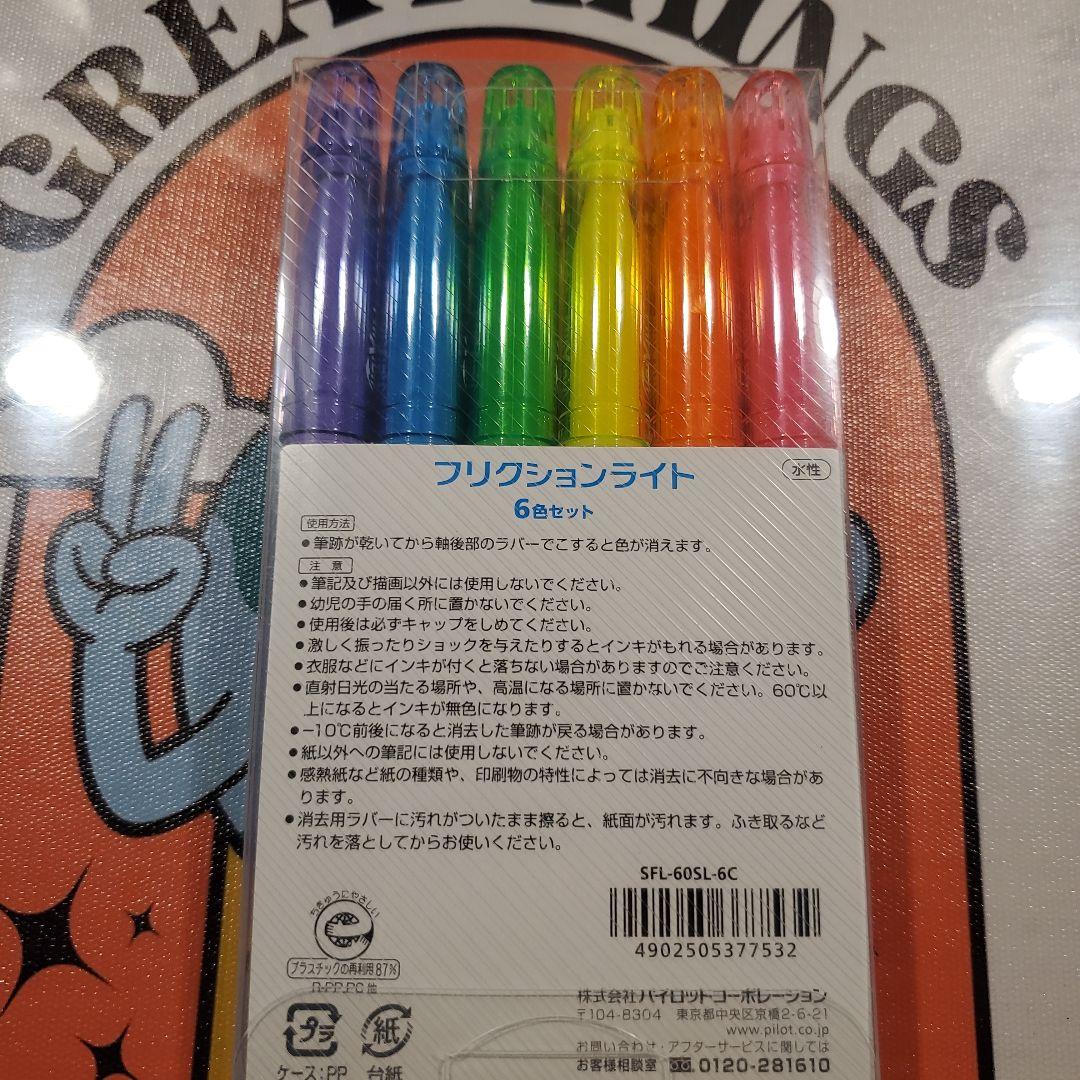 GREAT THINGS
フリクションライト
水性
6色セット
使用方法
●筆跡が乾いてから軸後部のラバーでこすると色が消えます。
注意
●筆記及び描画以外には使用しないでください。
●幼児の手の届く所に置かないでください。
●使用後は必ずキャップをしめてください。
●激しく振ったりショックを与えたりするとインキがもれる場合があります。
●衣服などにインキが付くと落ちない場合がありますのでご注意ください。
●直射日光の当たる場所や、高温になる場所に置かないでください。60℃以
上になるとインキが無色になります。
●−10℃前後になると消去した筆跡が戻る場合があります。
●紙以外への筆記には使用しないでください。
●感熱紙など紙の種類や、印刷物の特性によっては消去に不向きな場合があ
ります。
●消去用ラバーに汚れがついたまま擦ると、紙面が汚れます。ふき取るなど
汚れを落としてからお使いください。
SFL-60SL-6C
4902505377532
ちきゅうにやさしい
プラスチックの再利用87%
R-PP,PC 他
プラ
紙
ケース:PP
台紙
株式会社パイロットコーポレーション
〒104-8304 東京都中央区京橋2-6-21
www.pilot.co.jp
お問い合わせ・アフターサービスに関しては
お客様相談室 0120-281610